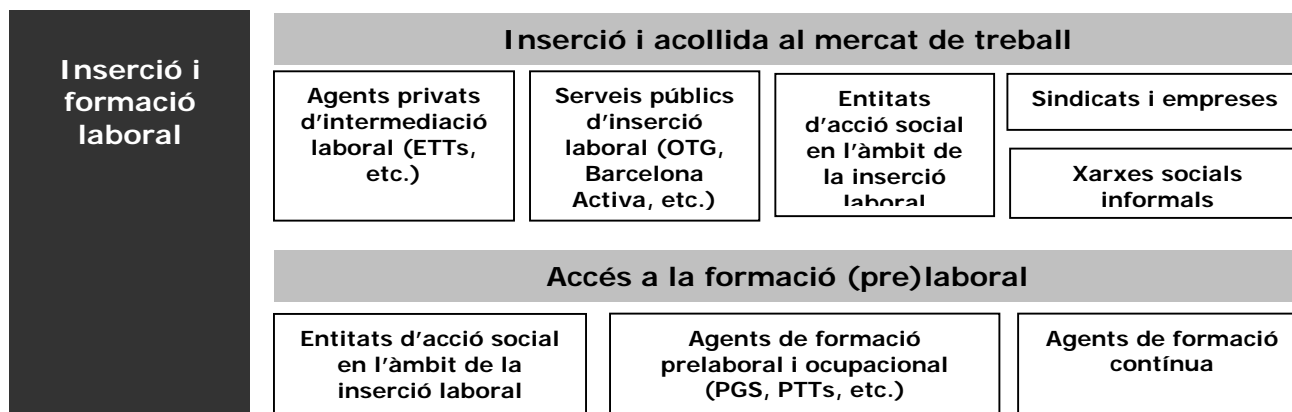 Inserció i
formació
laboral
Inserció i acollida al mercat de treball
Agents privats
d'intermediació
laboral (ETTs,
etc.)
Serveis públics
d'inserció
laboral (OTG,
Barcelona
Activa, etc.)
Entitats
d'acció social
en l'àmbit de
la inserció
laboral
Sindicats i empreses
Xarxes socials
informals
Accés a la formació (pre)laboral
Entitats d'acció social
en l'àmbit de la
inserció laboral
Agents de formació
prelaboral i ocupacional
(PGS, PTTs, etc.)
Agents de formació
contínua